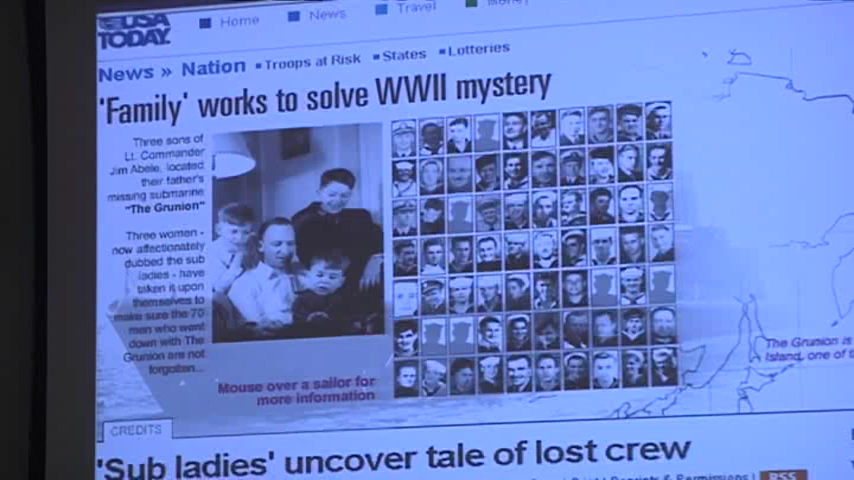 USA
TODAY
Home
News
Travel
Money
News » Nation
Troops at Risk
States
Lotteries
'Family' works to solve WWII mystery
Three sons of
Lt. Commander
Jim Abele, located
their father's
missing submarine
"The Grunion"
Three women -
now affectionately
dubbed the sub
ladies - have
taken it upon
themselves to
make sure the 70
men who went
down with The
Grunion are not
forgotten...
Mouse over a sailor for
more information
The Grunion is
Island, one of
CREDITS
'Sub ladies' uncover tale of lost crew
Reprints & Permissions |
RSS